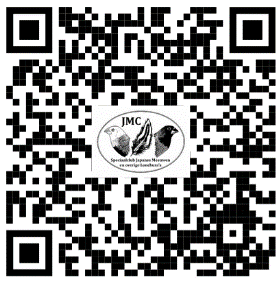 JMC
Speciaalclub Japanse Meeuwen
en overige Lonchura's